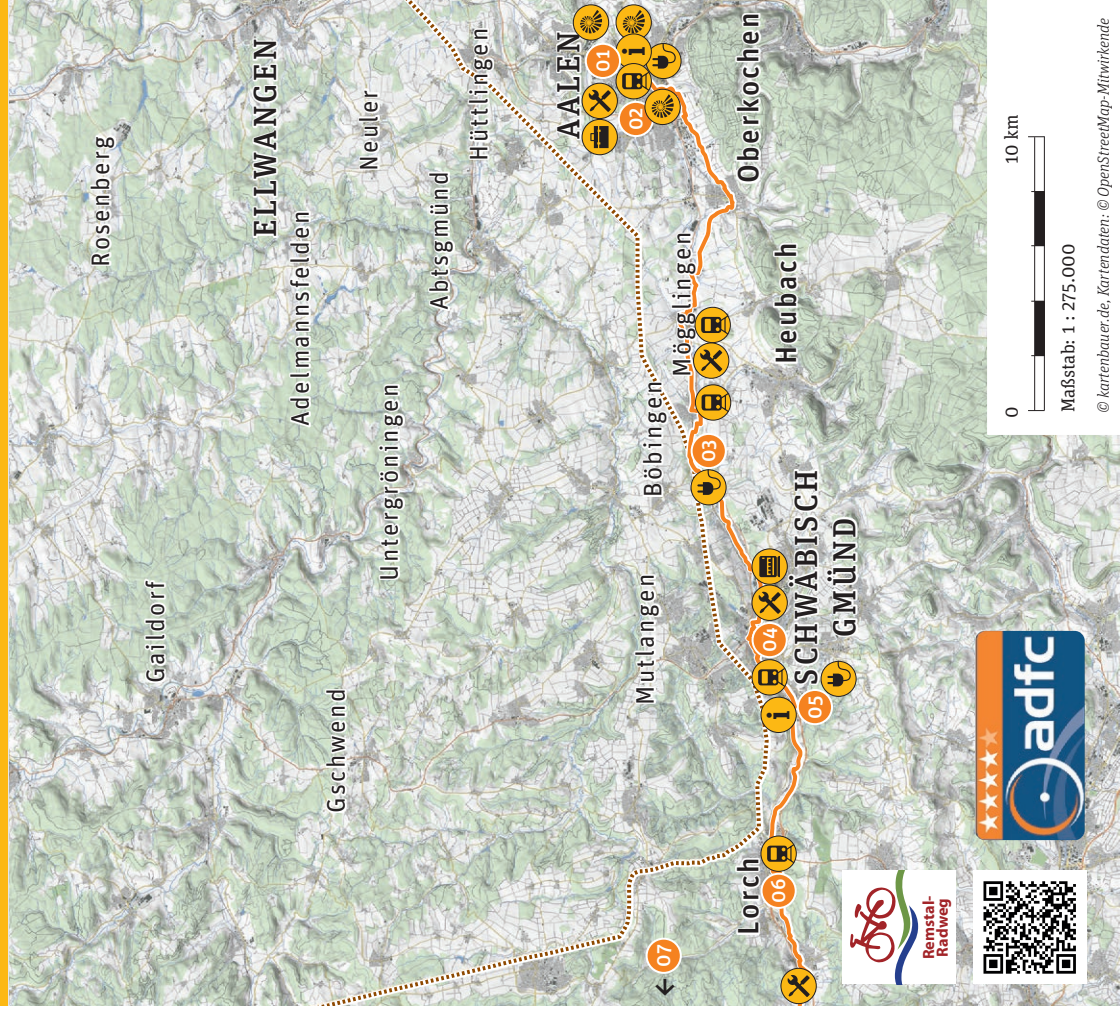 Rosenberg
Gaildorf
ELLWANGEN
Adelmannsfelden
Gschwend
Neuler
Untergröningen
Abtsgmünd
Hüttlingen
AALEN
01
i
02
Mutlangen
Böbingen
← 07
Mögglingen
03
Lorch
Oberkochen
04
06
i
Heubach
SCHWÄBISCH
GMÜND
05
Remstal-
Radweg
adfc
0 10 km
Maßstab: 1 : 275.000
© kartenbauer.de, Kartendaten: © OpenStreetMap-Mitwirkende